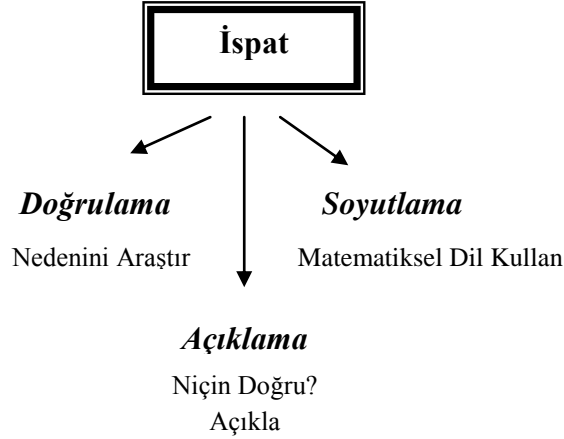 İspat
Doğrulama
Nedenini Araştır
Soyutlama
Matematiksel Dil Kullan
Açıklama
Niçin Doğru?
Açıkla